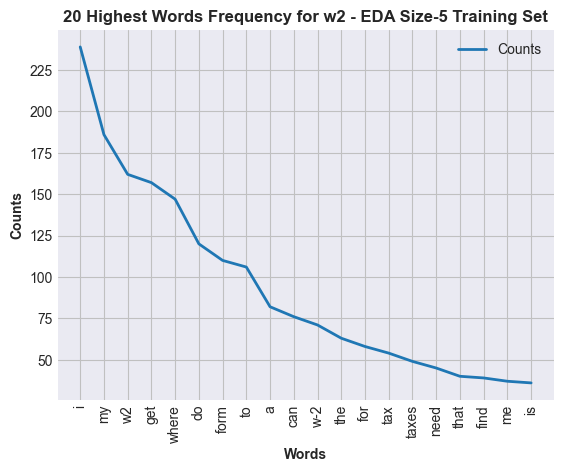 20 Highest Words Frequency for w2 - EDA Size-5 Training Set
Counts
225
200
175
150
125
100
75
50
Counts
i
my
w2
get
where
do
form
to
a
can
w-2
the
for
tax
taxes
need
that
find
me
is
Words